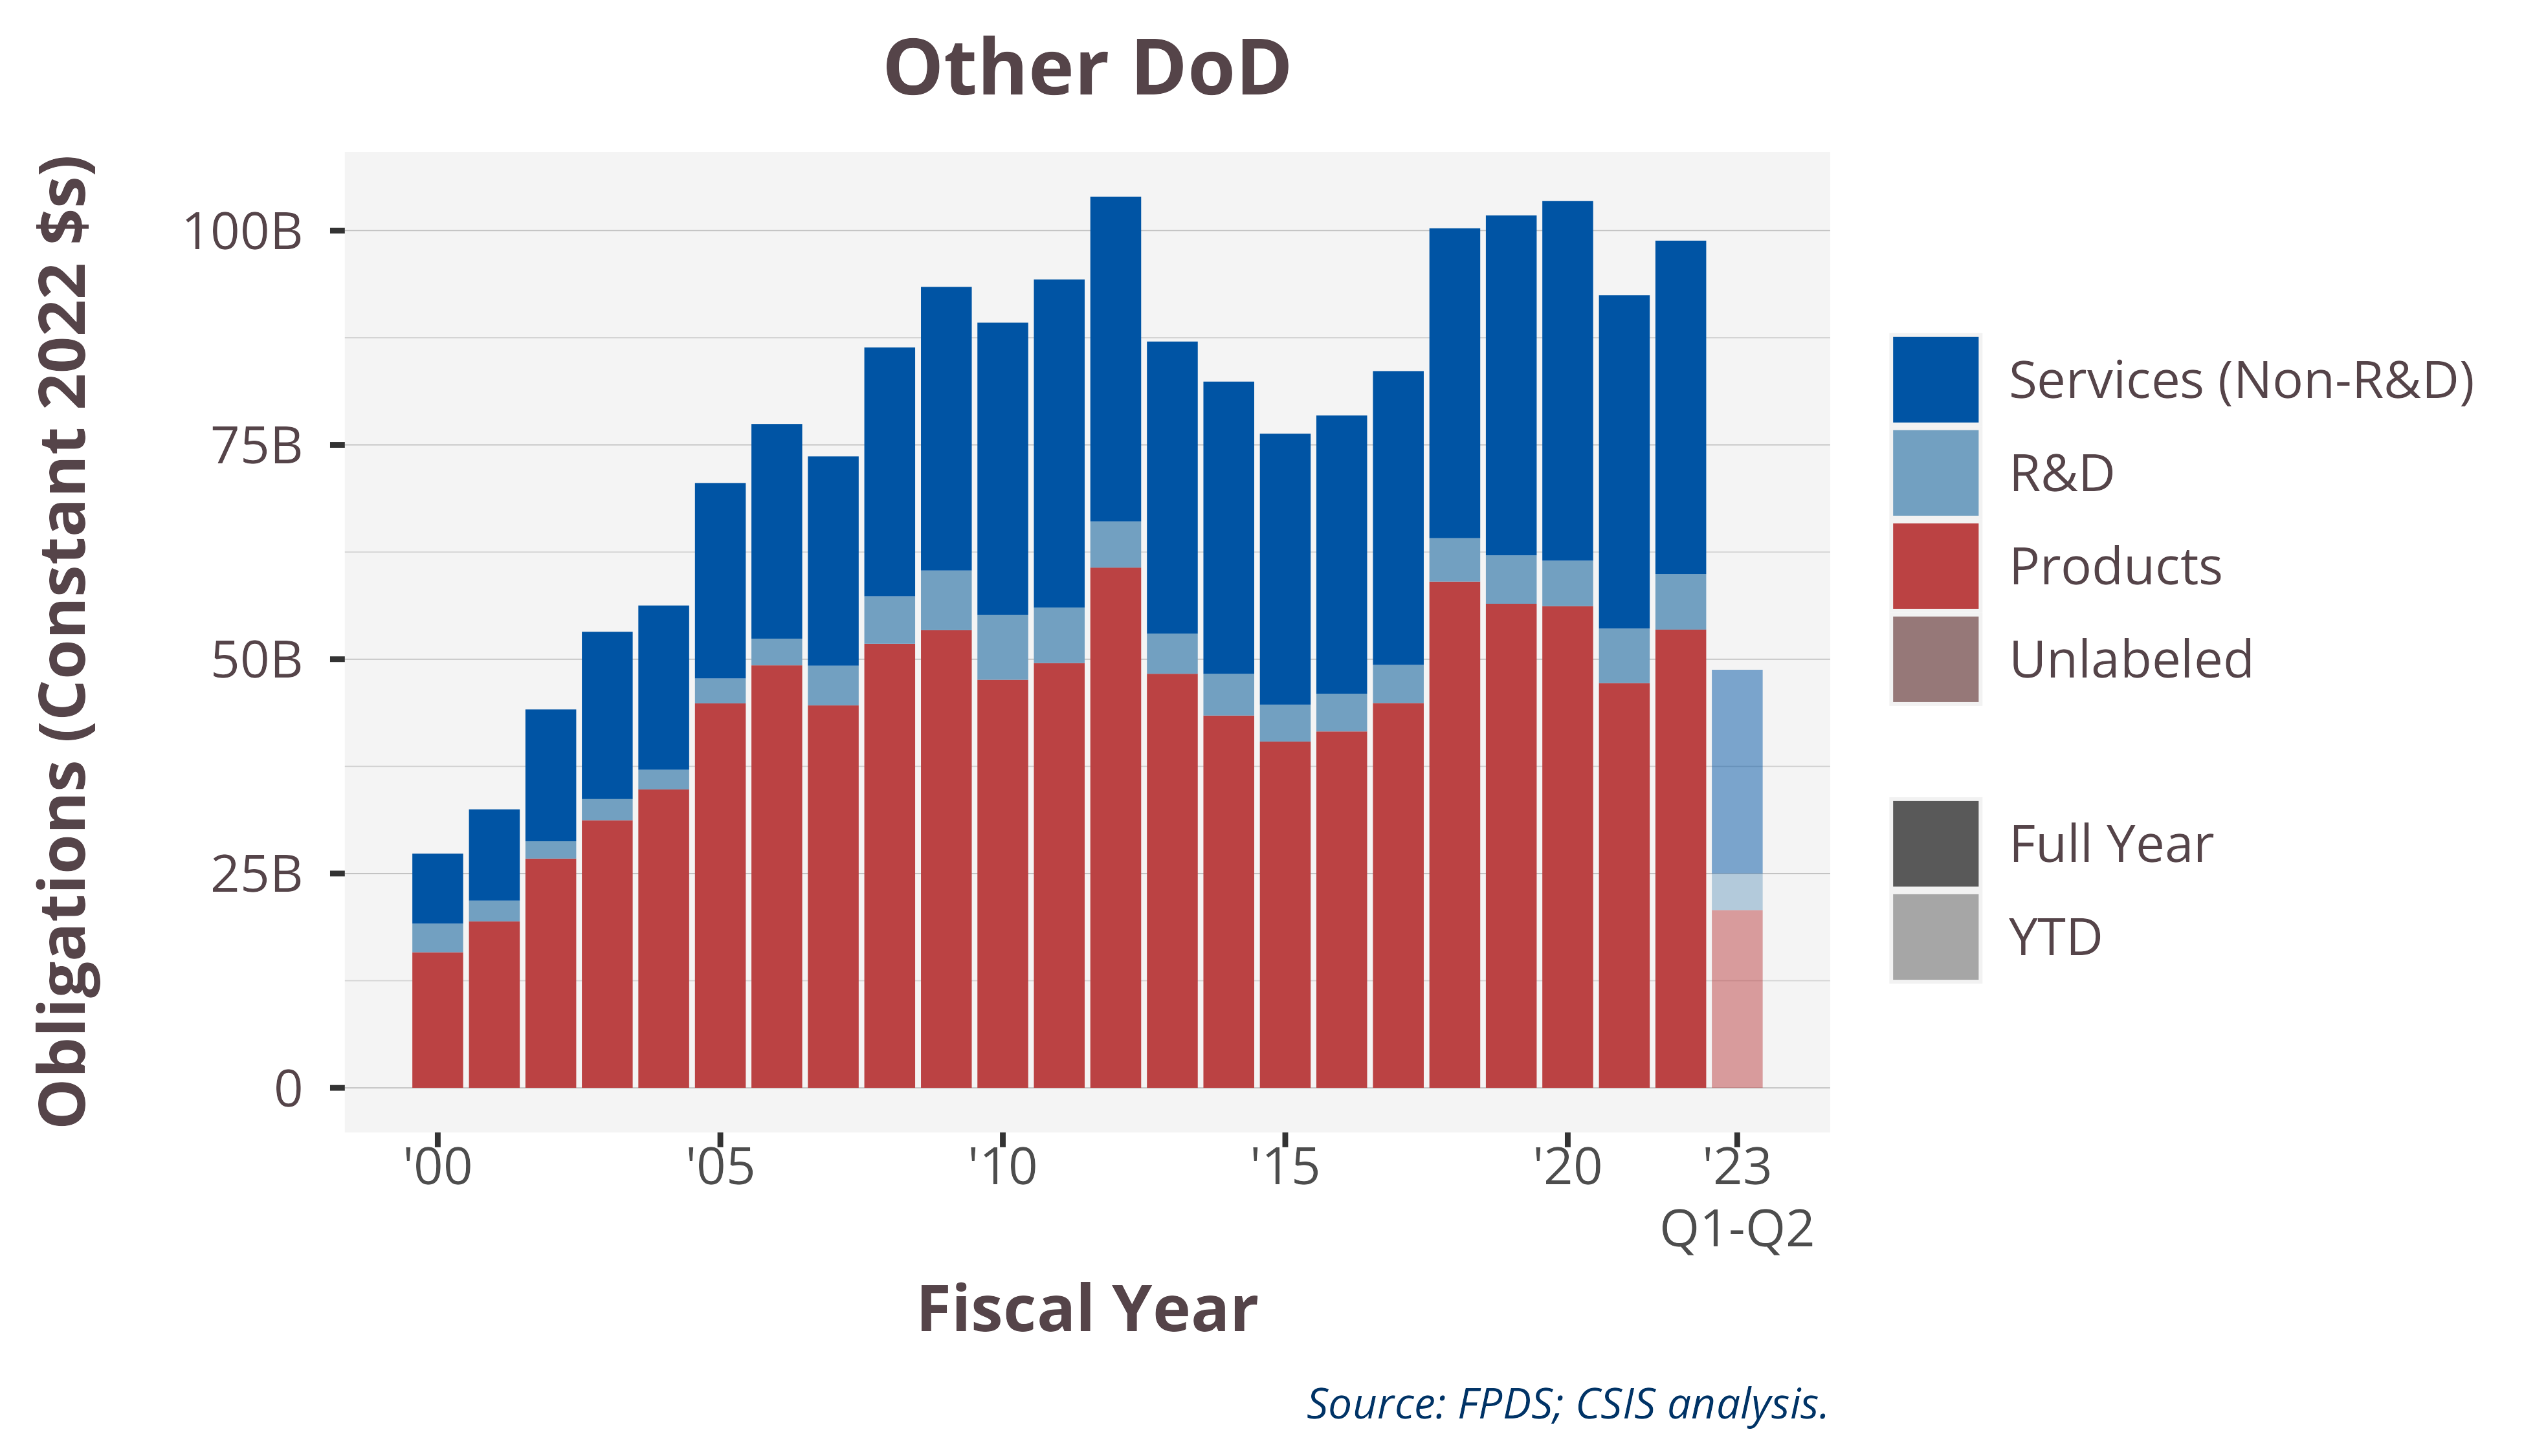 Other DoD
Obligations (Constant 2022 $s)
100B
75B
50B
25B
0
'00
'05
'10
'15
'20
'23
Q1-Q2
Fiscal Year
Services (Non-R&D)
R&D
Products
Unlabeled
Full Year
YTD
Source: FPDS; CSIS analysis.